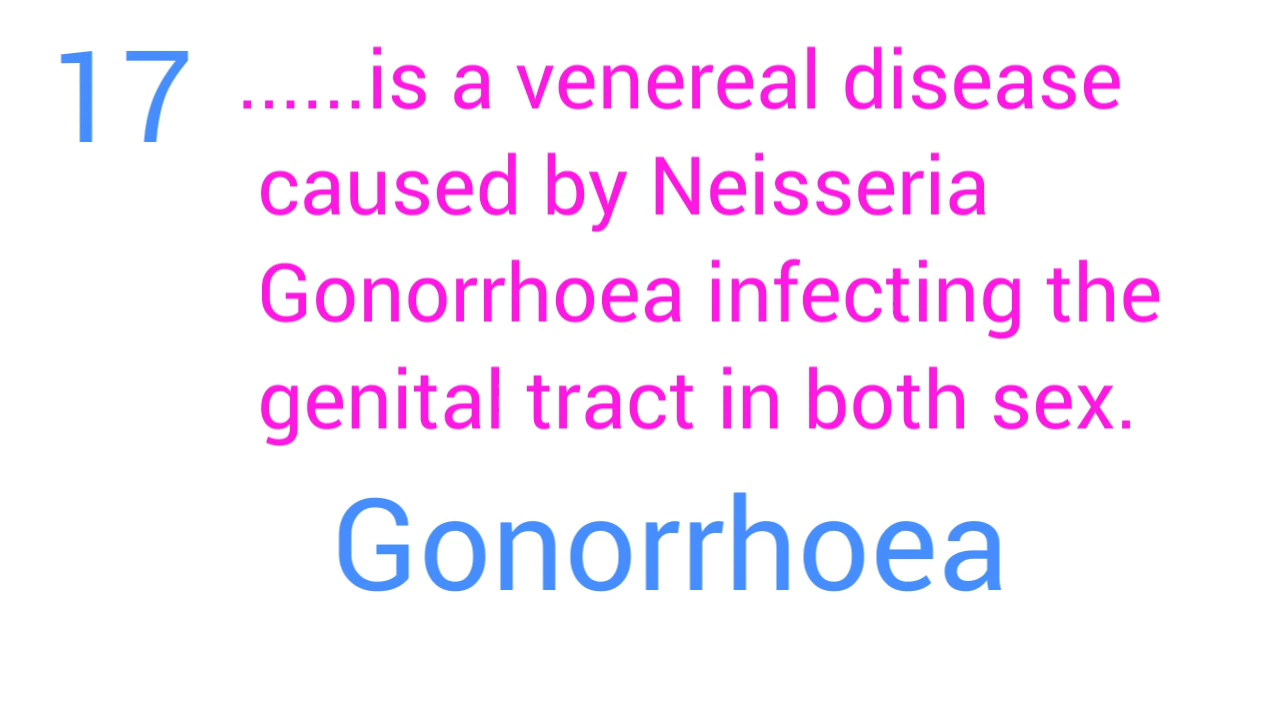 17 ......is a venereal disease
caused by Neisseria
Gonorrhoea infecting the
genital tract in both sex.
Gonorrhoea